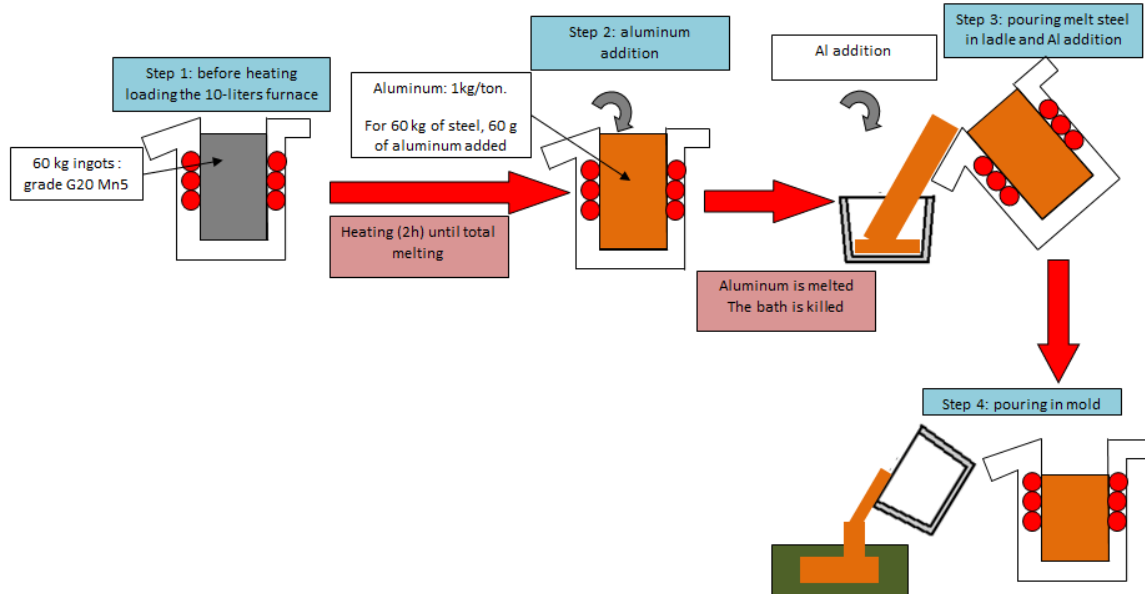 Step 1: before heating
loading the 10-liters furnace
60 kg ingots :
grade G20 Mn5
Heating (2h) until total
melting
Step 2: aluminum
addition
Aluminum: 1kg/ton.
For 60 kg of steel, 60 g
of aluminum added
Aluminum is melted
The bath is killed
Al addition
Step 3: pouring melt steel
in ladle and Al addition
Step 4: pouring in mold